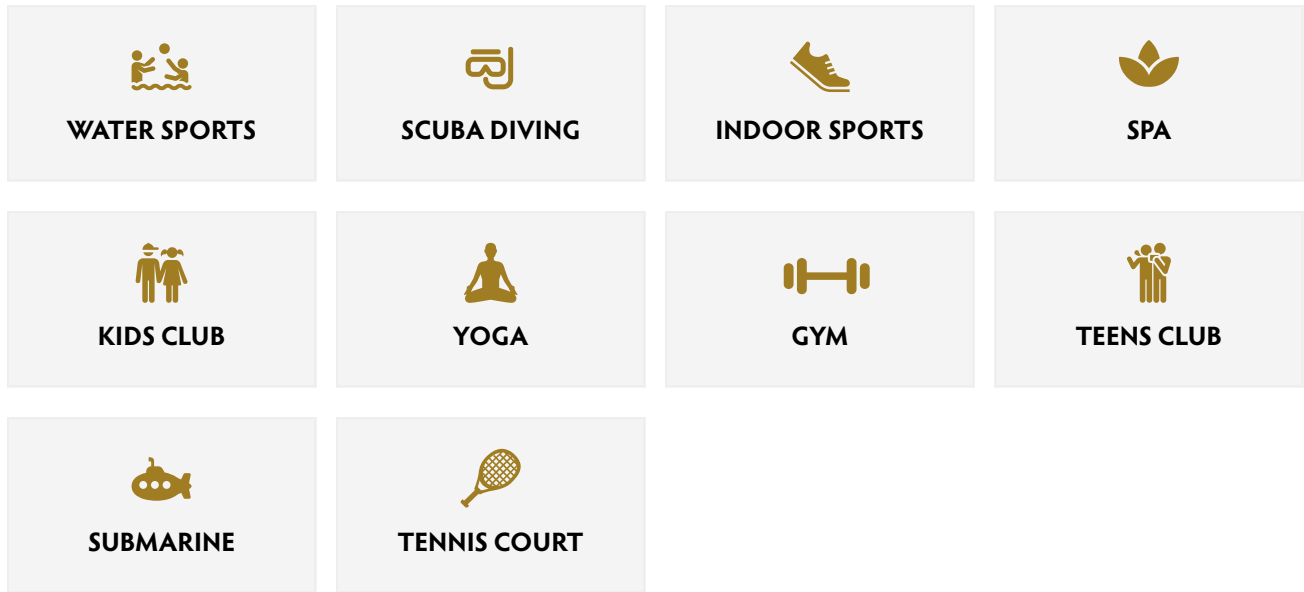 WATER SPORTS
SCUBA DIVING
INDOOR SPORTS
SPA
KIDS CLUB
YOGA
GYM
TEENS CLUB
SUBMARINE
TENNIS COURT